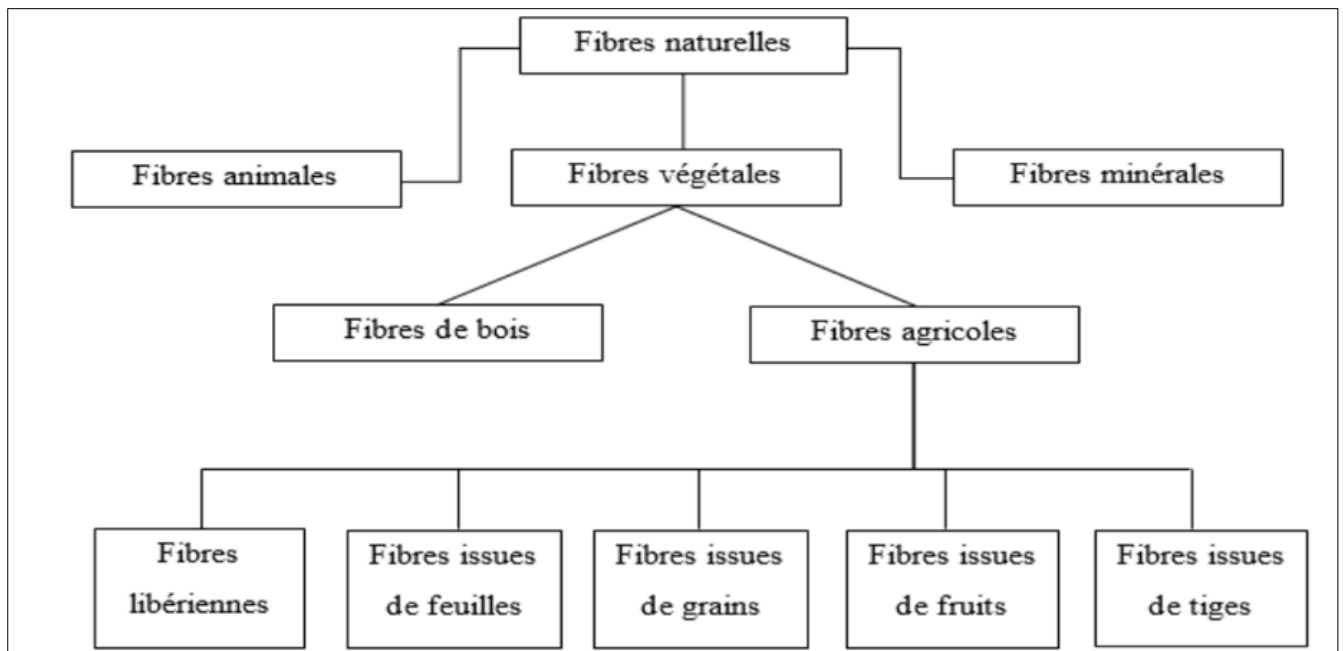 Fibres naturelles
Fibres animales
Fibres végétales
Fibres minérales
Fibres de bois
Fibres agricoles
Fibres
libériennes
Fibres issues
de feuilles
Fibres issues
de grains
Fibres issues
de fruits
Fibres issues
de tiges